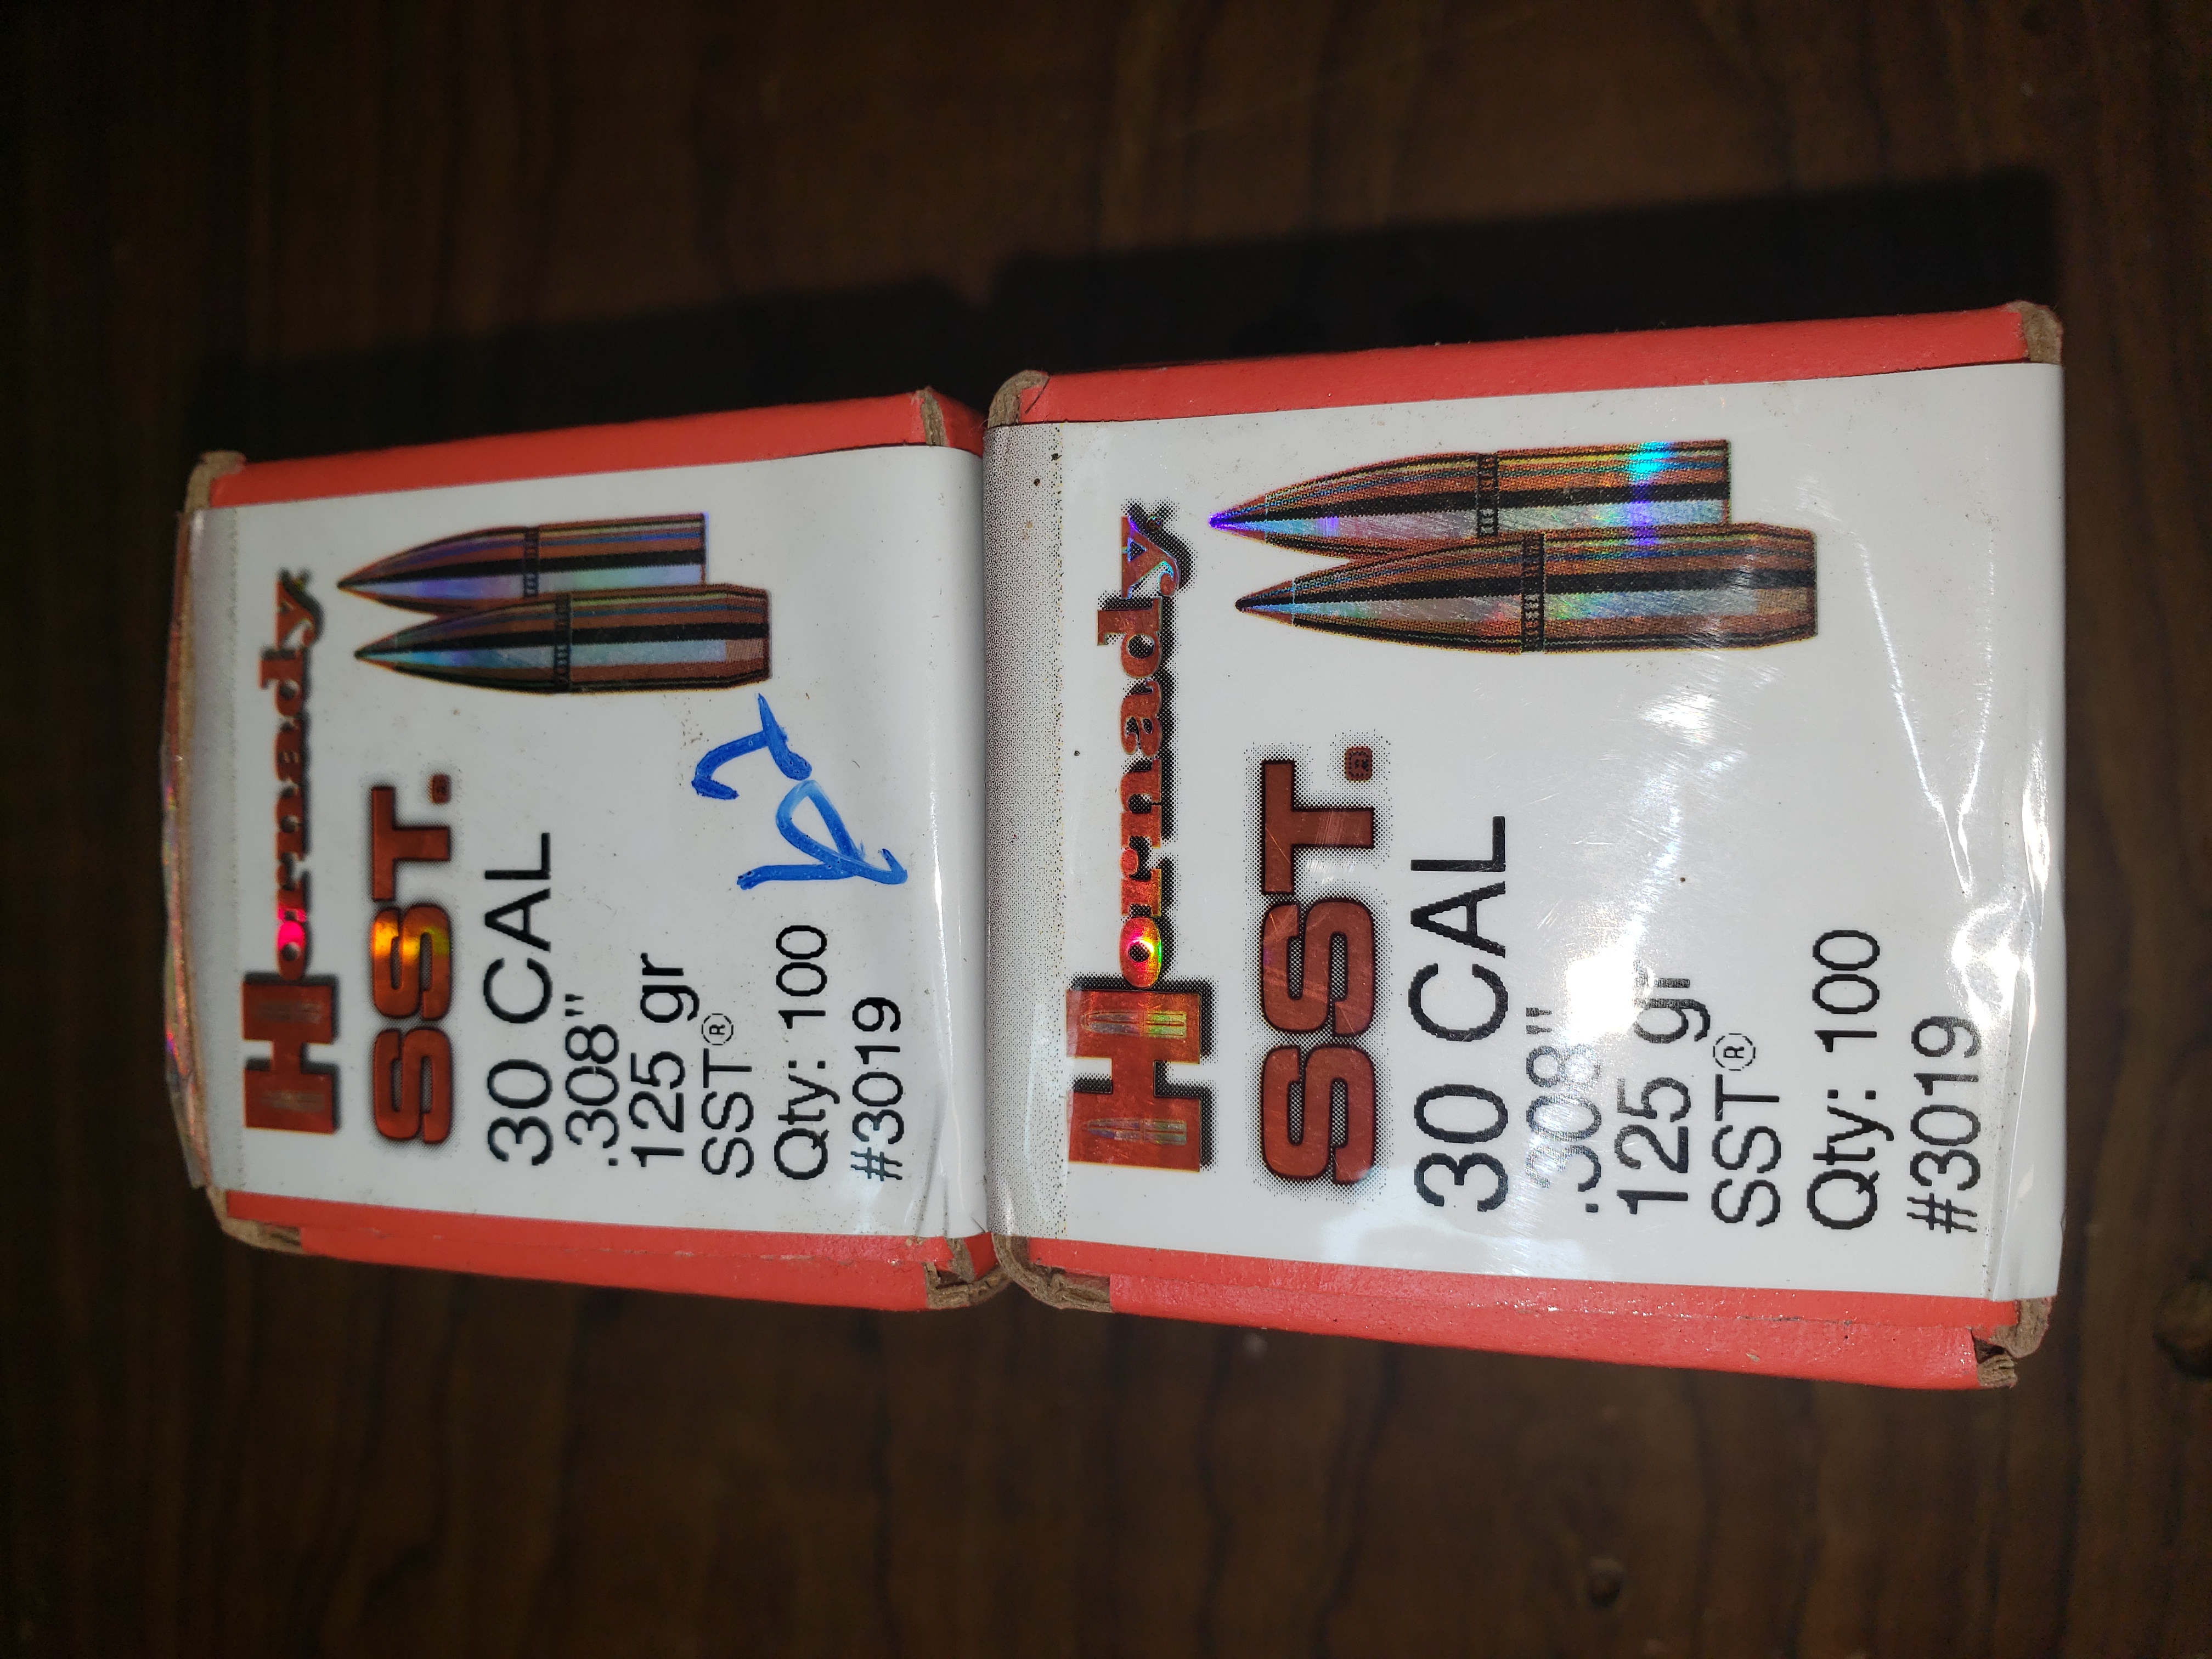 Hornady
SST.®
30 CAL
.308"
125 gr
SST®
Qty: 100
#3019
Hornady
SST.®
30 CAL
.308"
125 gr
SST®
Qty: 100
#3019